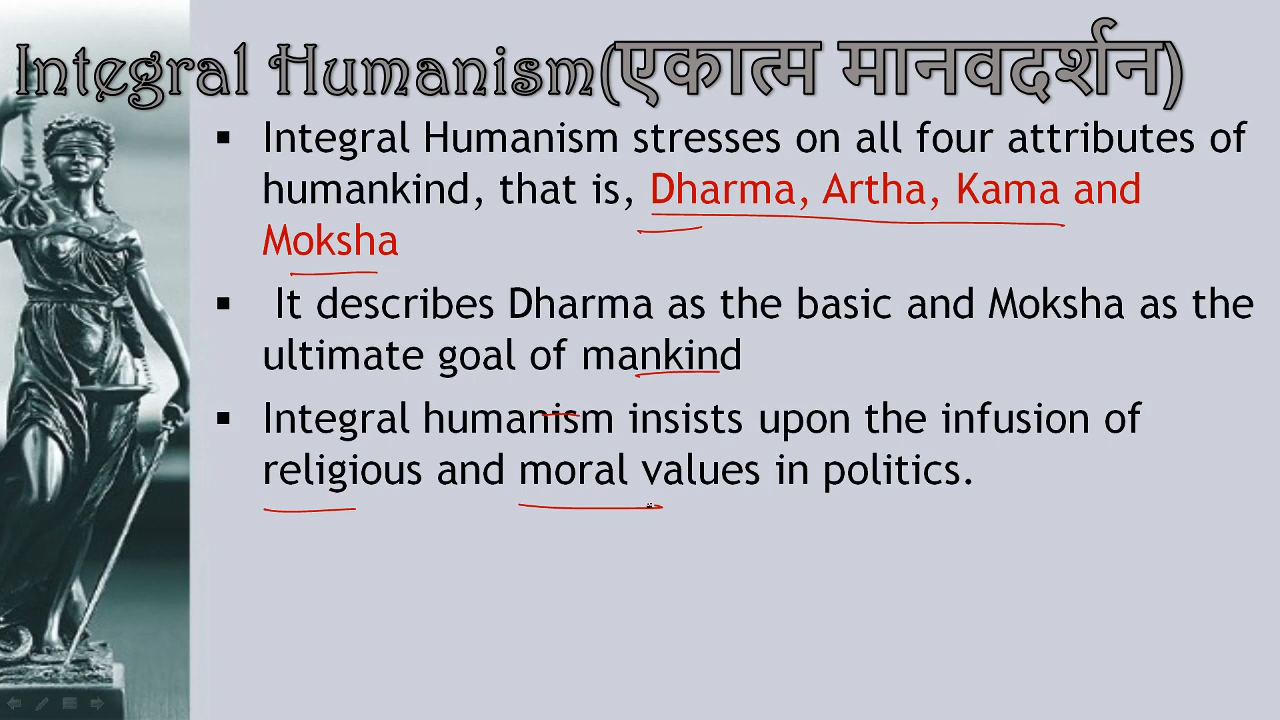 Integral Humanism(एकात्म मानवदर्शन)
▪ Integral Humanism stresses on all four attributes of
humankind, that is, Dharma, Artha, Kama and
Moksha
▪ It describes Dharma as the basic and Moksha as the
ultimate goal of mankind
▪ Integral humanism insists upon the infusion of
religious and moral values in politics.